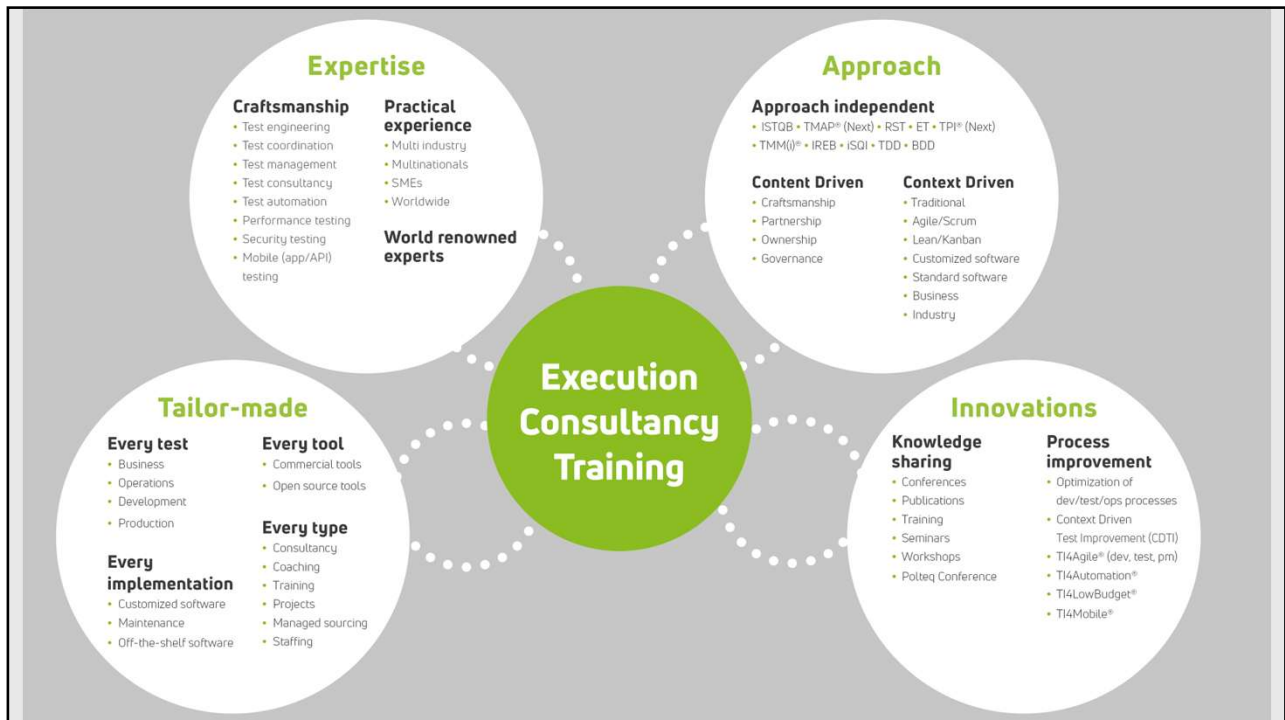 Expertise
Craftsmanship
• Test engineering
• Test coordination
• Test management
• Test consultancy
• Test automation
• Performance testing
• Security testing
• Mobile (app/API)
testing
Practical
experience
• Multi industry
• Multinationals
• SMEs
• Worldwide
World renowned
experts
Approach
Approach independent
• ISTQB • TMAP® (Next) • RST • ET • TPI® (Next)
• TMM(i)® • IREB • iSQI • TDD • BDD
Content Driven
• Craftsmanship
• Partnership
• Ownership
• Governance
Context Driven
• Traditional
• Agile/Scrum
• Lean/Kanban
• Customized software
• Standard software
• Business
• Industry
Execution
Consultancy
Training
Tailor-made
Every test
• Business
• Operations
• Development
• Production
Every
implementation
• Customized software
• Maintenance
• Off-the-shelf software
Every tool
• Commercial tools
• Open source tools
Every type
• Consultancy
• Coaching
• Training
• Projects
• Managed sourcing
• Staffing
Innovations
Knowledge
sharing
• Conferences
• Publications
• Training
• Seminars
• Workshops
• Polteq Conference
Process
improvement
• Optimization of
dev/test/ops processes
• Context Driven
Test Improvement (CDTI)
• TI4Agile® (dev, test, pm)
• TI4Automation®
• TI4LowBudget®
• TI4Mobile®